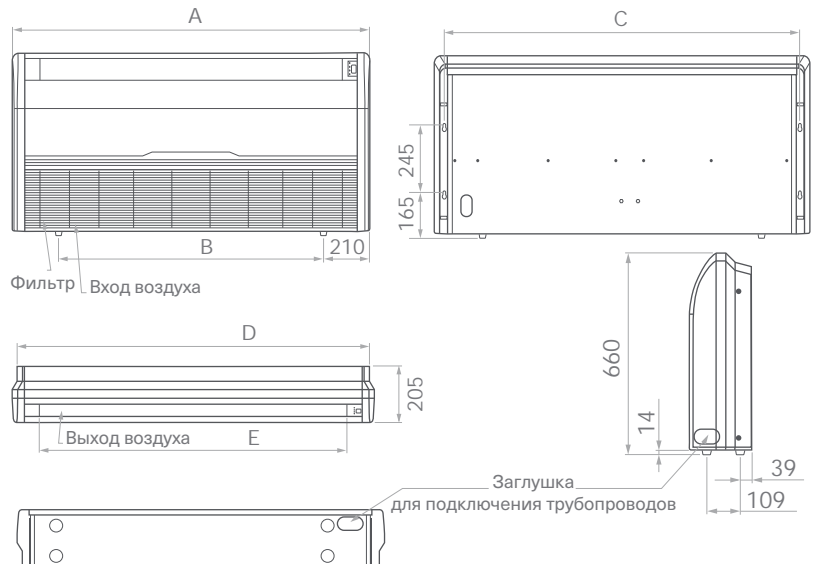 A
C
245
165
B
210
Фильтр
Вход воздуха
D
205
Выход воздуха
E
660
14
39
109
Заглушка
для подключения трубопроводов